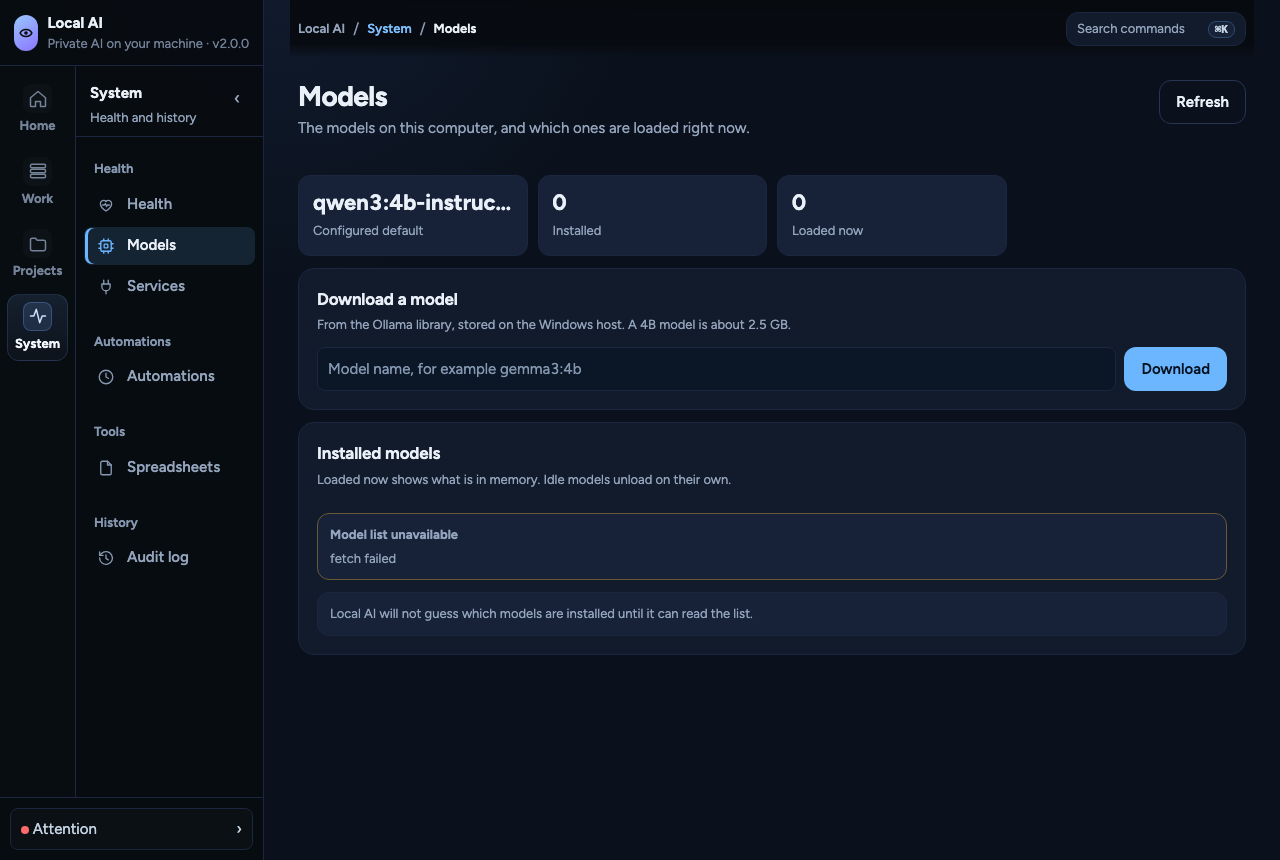 Local AI
Private AI on your machine · v2.0.0
Home
Work
Projects
System
System
Health and history
Health
Health
Models
Services
Automations
Automations
Tools
Spreadsheets
History
Audit log
Attention
Local AI / System / Models
Search commands ⌘K
Models
The models on this computer, and which ones are loaded right now.
Refresh
qwen3:4b-instruc...
Configured default
0
Installed
0
Loaded now
Download a model
From the Ollama library, stored on the Windows host. A 4B model is about 2.5 GB.
Model name, for example gemma3:4b
Download
Installed models
Loaded now shows what is in memory. Idle models unload on their own.
Model list unavailable
fetch failed
Local AI will not guess which models are installed until it can read the list.